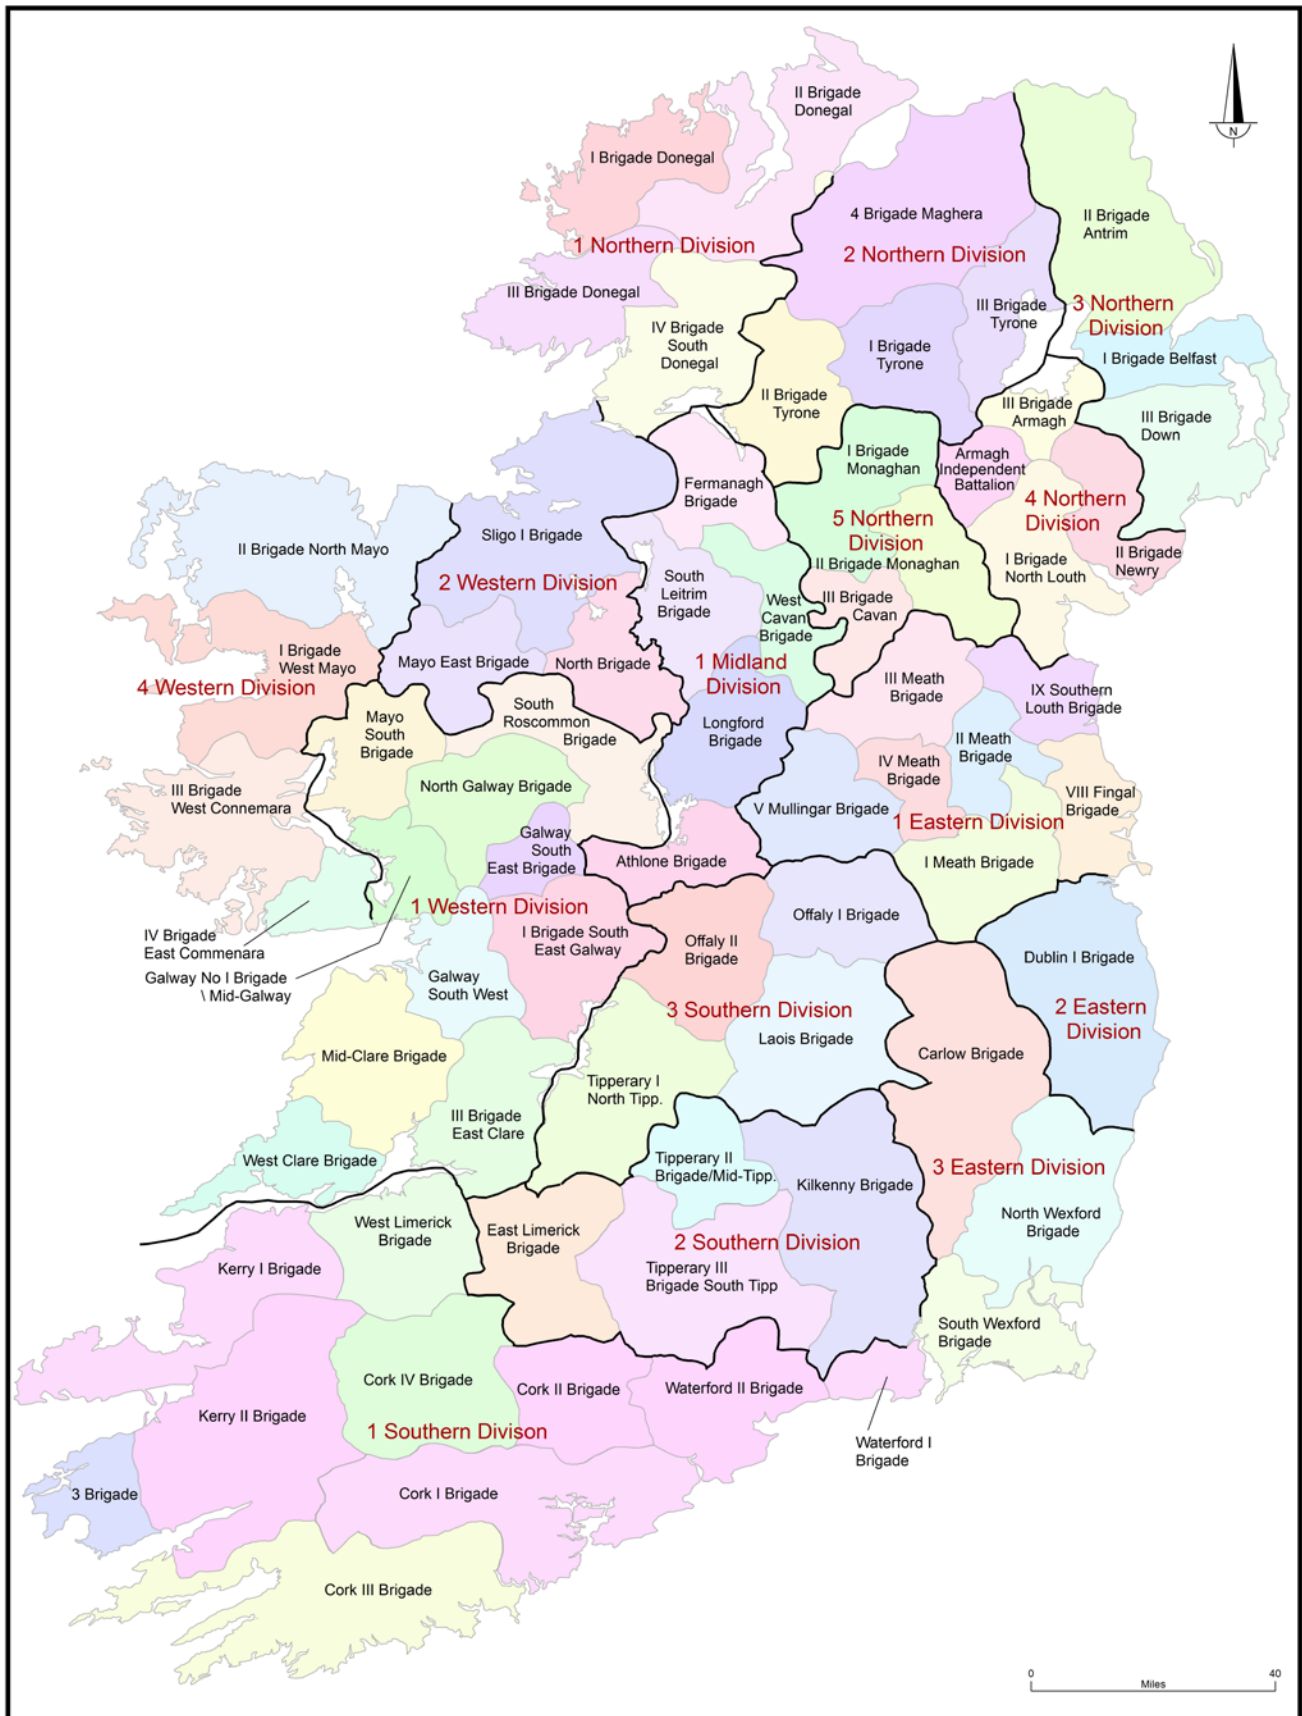 II Brigade
Donegal
N
I Brigade Donegal
4 Brigade Maghera
II Brigade
Antrim
1 Northern Division
2 Northern Division
III Brigade Donegal
III Brigade
Tyrone
3 Northern
Division
IV Brigade
South
Donegal
I Brigade
Tyrone
I Brigade Belfast
II Brigade
Tyrone
III Brigade
Armagh
III Brigade
Down
I Brigade
Monaghan
Armagh
Independent
Battalion
Fermanagh
Brigade
4 Northern
Division
5 Northern
Division
II Brigade North Mayo
Sligo I Brigade
II Brigade Monaghan
I Brigade
North Louth
II Brigade
Newry
2 Western Division
South
Leitrim
Brigade
West
Cavan
Brigade
III Brigade
Cavan
I Brigade
West Mayo
Mayo East Brigade
North Brigade
1 Midland
Division
4 Western Division
III Meath
Brigade
IX Southern
Louth Brigade
Mayo
South
Brigade
South
Roscommon
Brigade
Longford
Brigade
II Meath
Brigade
IV Meath
Brigade
III Brigade
West Connemara
North Galway Brigade
V Mullingar Brigade
VIII Fingal
Brigade
1 Eastern Division
Galway
South
East Brigade
Athlone Brigade
I Meath Brigade
1 Western Division
Offaly I Brigade
IV Brigade
East Commenara
I Brigade South
East Galway
Offaly II
Brigade
Dublin I Brigade
Galway No I Brigade
\ Mid-Galway
Galway
South West
3 Southern Division
2 Eastern
Division
Mid-Clare Brigade
Laois Brigade
Carlow Brigade
Tipperary I
North Tipp.
III Brigade
East Clare
West Clare Brigade
Tipperary II
Brigade/Mid-Tipp.
Kilkenny Brigade
3 Eastern Division
West Limerick
Brigade
East Limerick
Brigade
North Wexford
Brigade
2 Southern Division
Kerry I Brigade
Tipperary III
Brigade South Tipp
South Wexford
Brigade
Cork IV Brigade
Cork II Brigade
Waterford II Brigade
Kerry II Brigade
1 Southern Divison
Waterford I
Brigade
3 Brigade
Cork I Brigade
Cork III Brigade
0 40
Miles